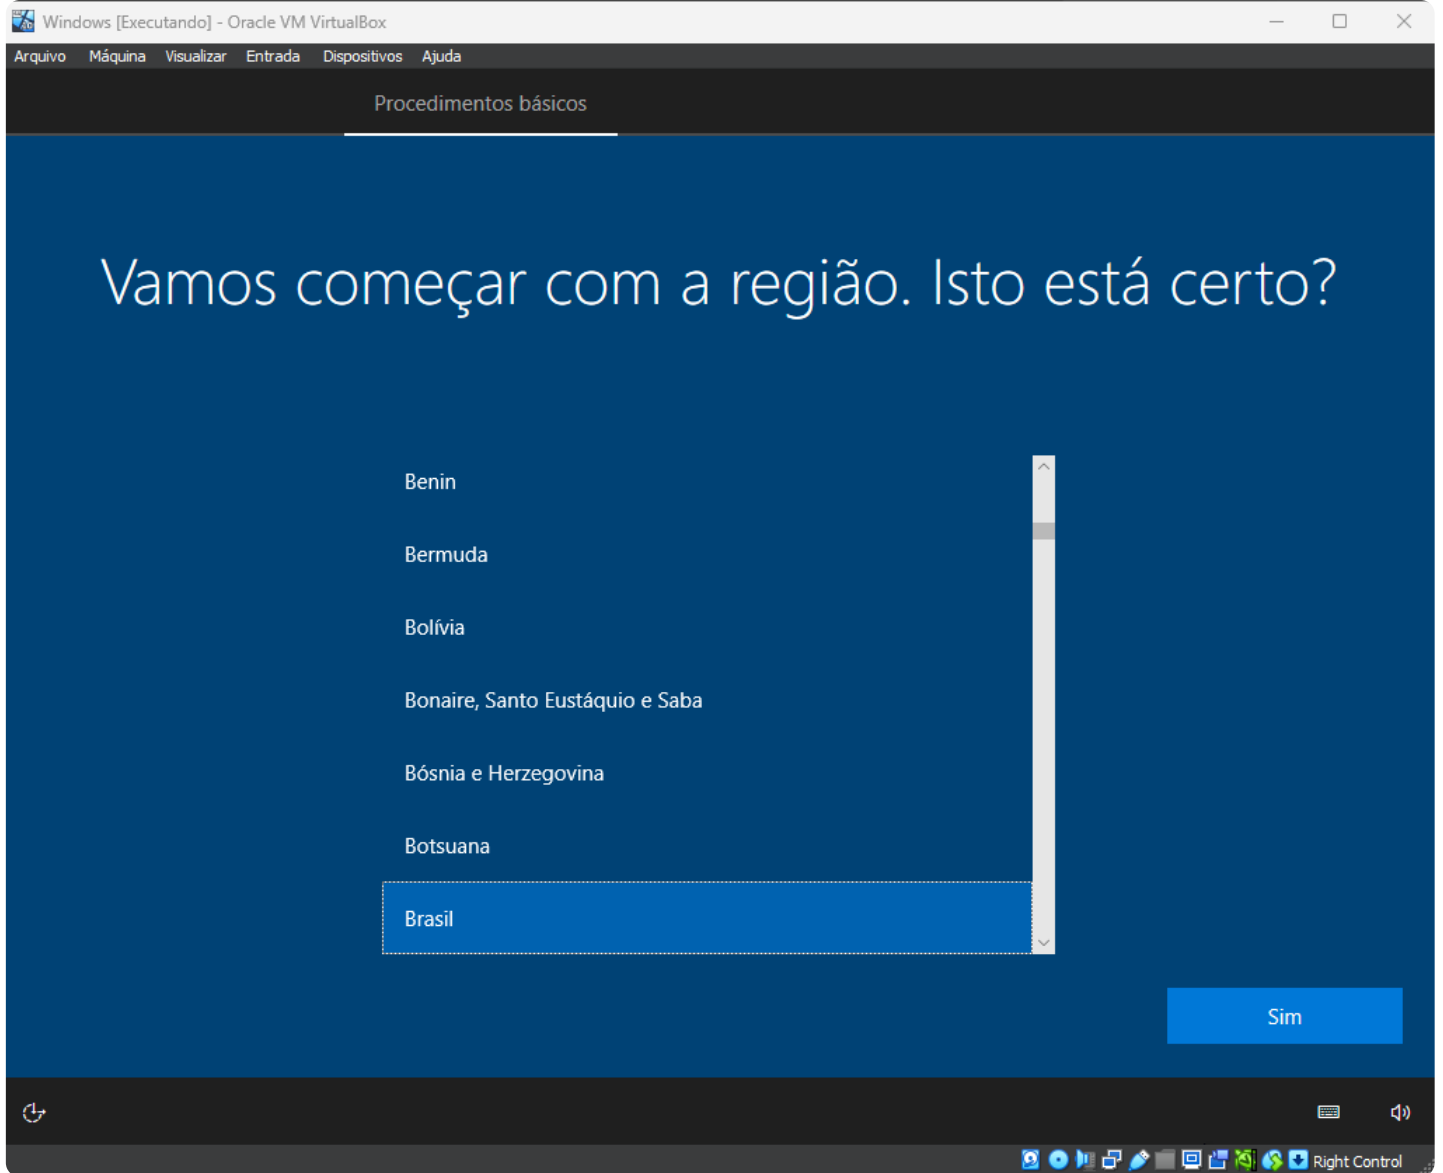 Windows [Executando] - Oracle VM VirtualBox
Arquivo Máquina Visualizar Entrada Dispositivos Ajuda
Procedimentos básicos
Vamos começar com a região. Isto está certo?
Benin
Bermuda
Bolívia
Bonaire, Santo Eustáquio e Saba
Bósnia e Herzegovina
Botsuana
Brasil
Sim
Right Control